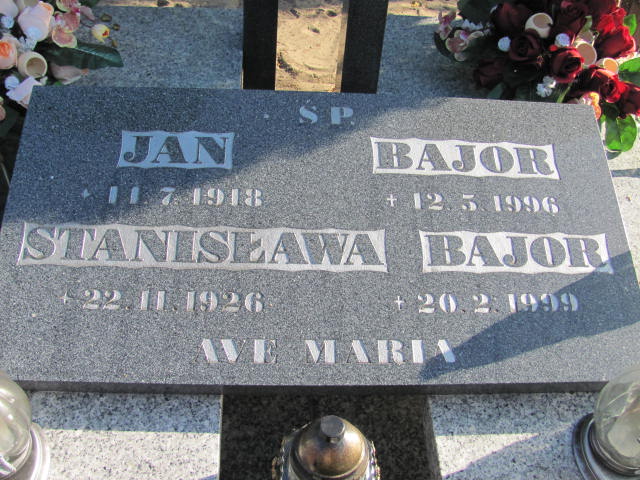 ŚP.
JAN BAJOR
* 11.7.1918 + 12.5.1996
STANISŁAWA BAJOR
* 22.11.1926 + 20.2.1999
AVE MARIA